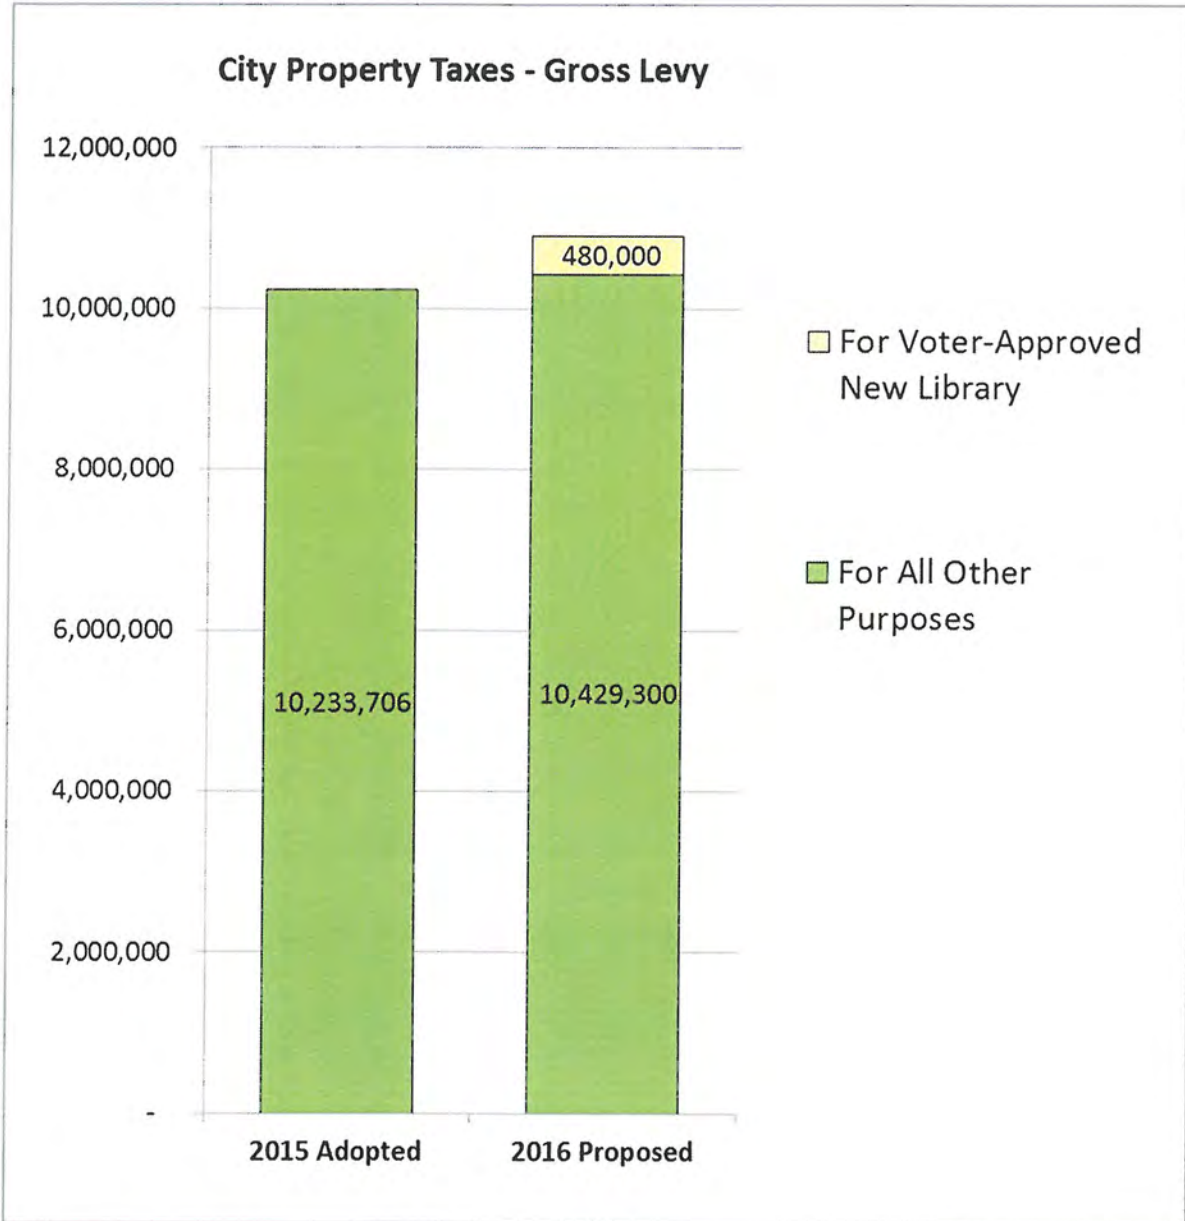 City Property Taxes - Gross Levy
12,000,000
10,000,000
8,000,000
6,000,000
4,000,000
2,000,000
-
480,000
10,233,706
10,429,300
2015 Adopted
2016 Proposed
For Voter-Approved
New Library
For All Other
Purposes